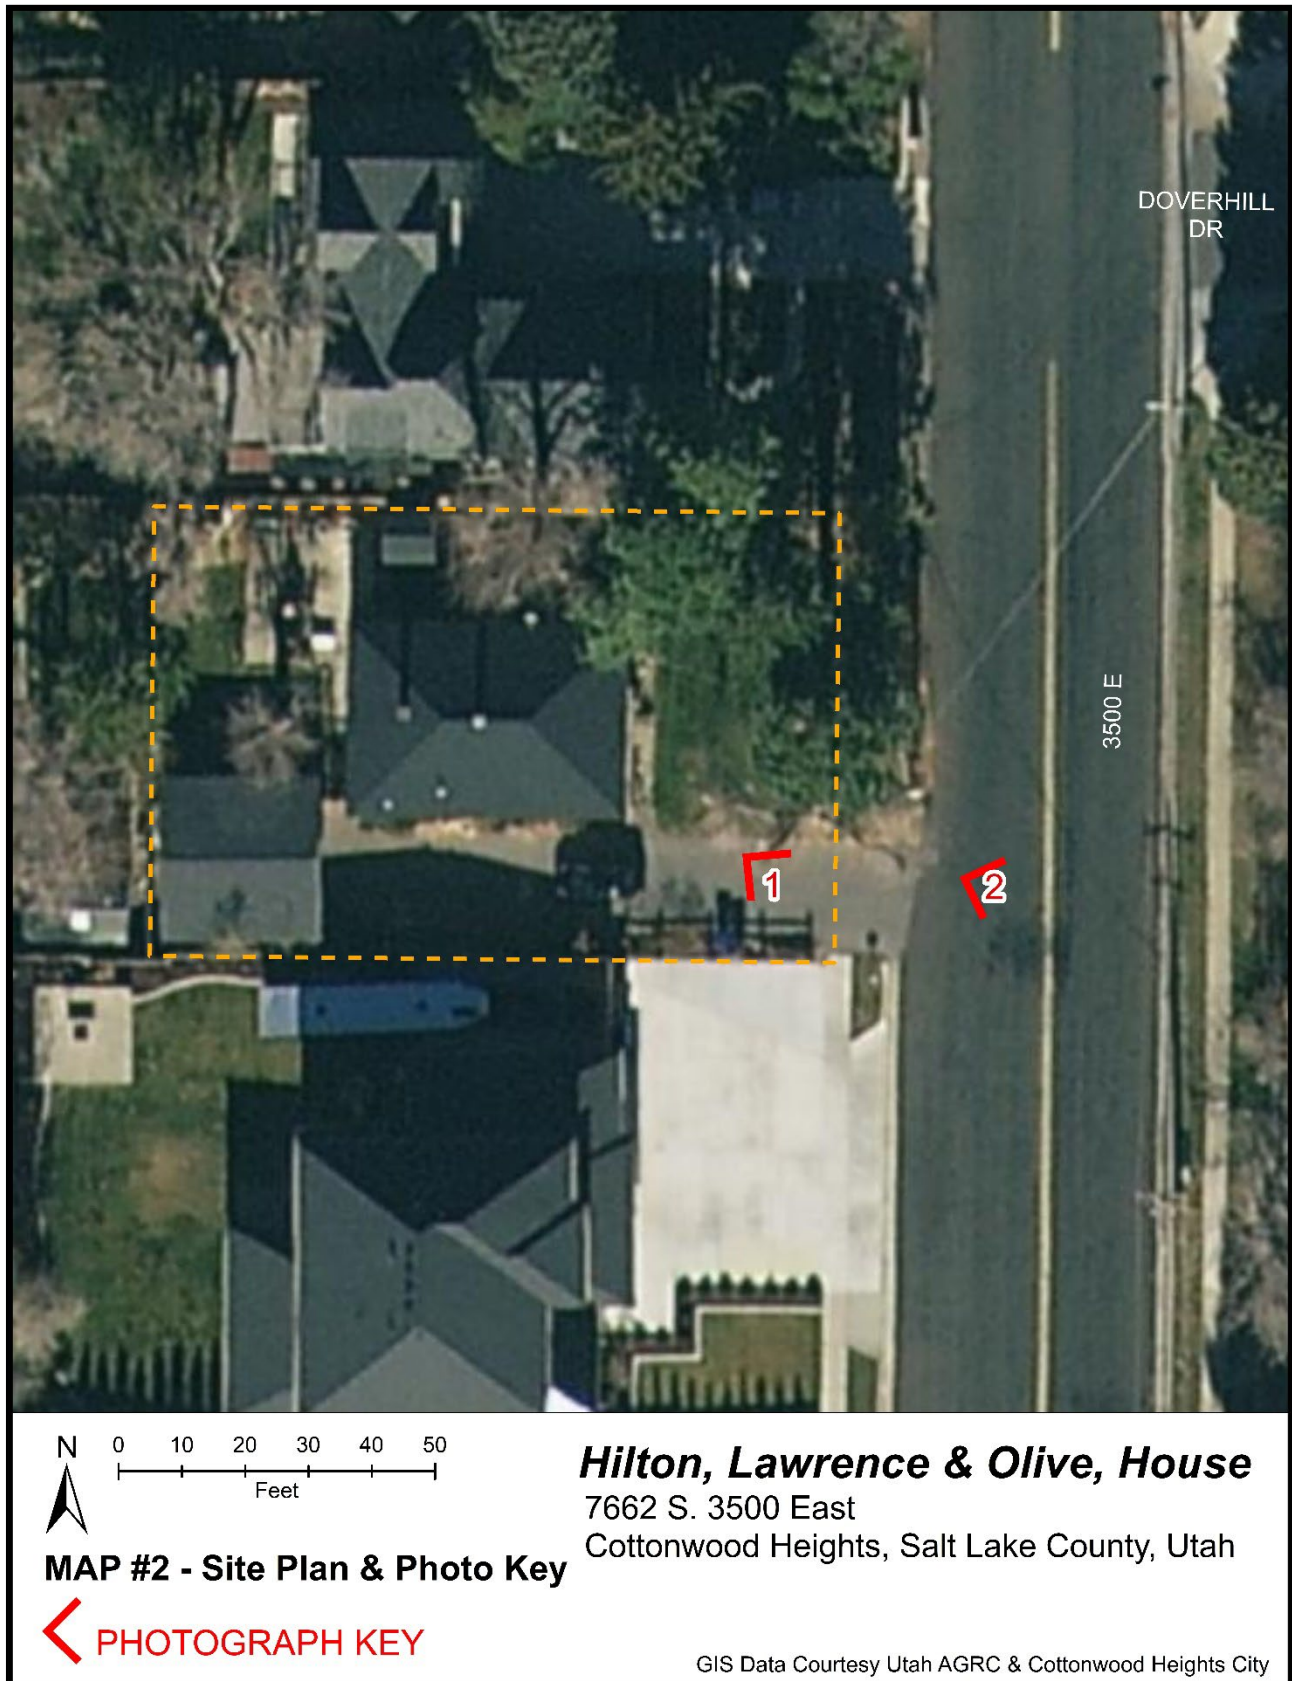 DOVERHILL
DR
3500 E
1
2
N
0 10 20 30 40 50
Feet
MAP #2 - Site Plan & Photo Key
PHOTOGRAPH KEY
Hilton, Lawrence & Olive, House
7662 S. 3500 East
Cottonwood Heights, Salt Lake County, Utah
GIS Data Courtesy Utah AGRC & Cottonwood Heights City